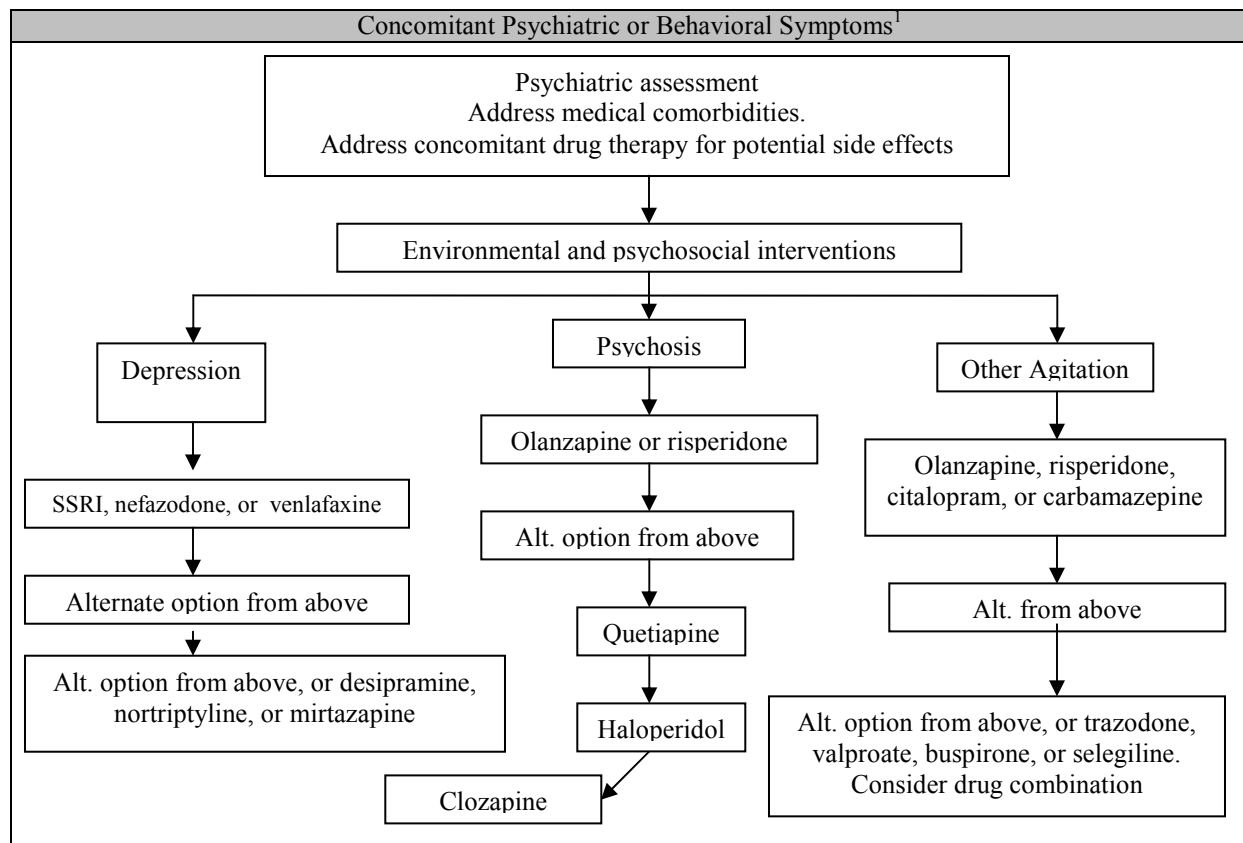 Concomitant Psychiatric or Behavioral Symptoms1
Psychiatric assessment
Address medical comorbidities.
Address concomitant drug therapy for potential side effects
Environmental and psychosocial interventions
Depression
SSRI, nefazodone, or venlafaxine
Alternate option from above
Alt. option from above, or desipramine,
nortriptyline, or mirtazapine
Psychosis
Olanzapine or risperidone
Alt. option from above
Quetiapine
Haloperidol
Clozapine
Other Agitation
Olanzapine, risperidone,
citalopram, or carbamazepine
Alt. from above
Alt. option from above, or trazodone,
valproate, buspirone, or selegiline.
Consider drug combination